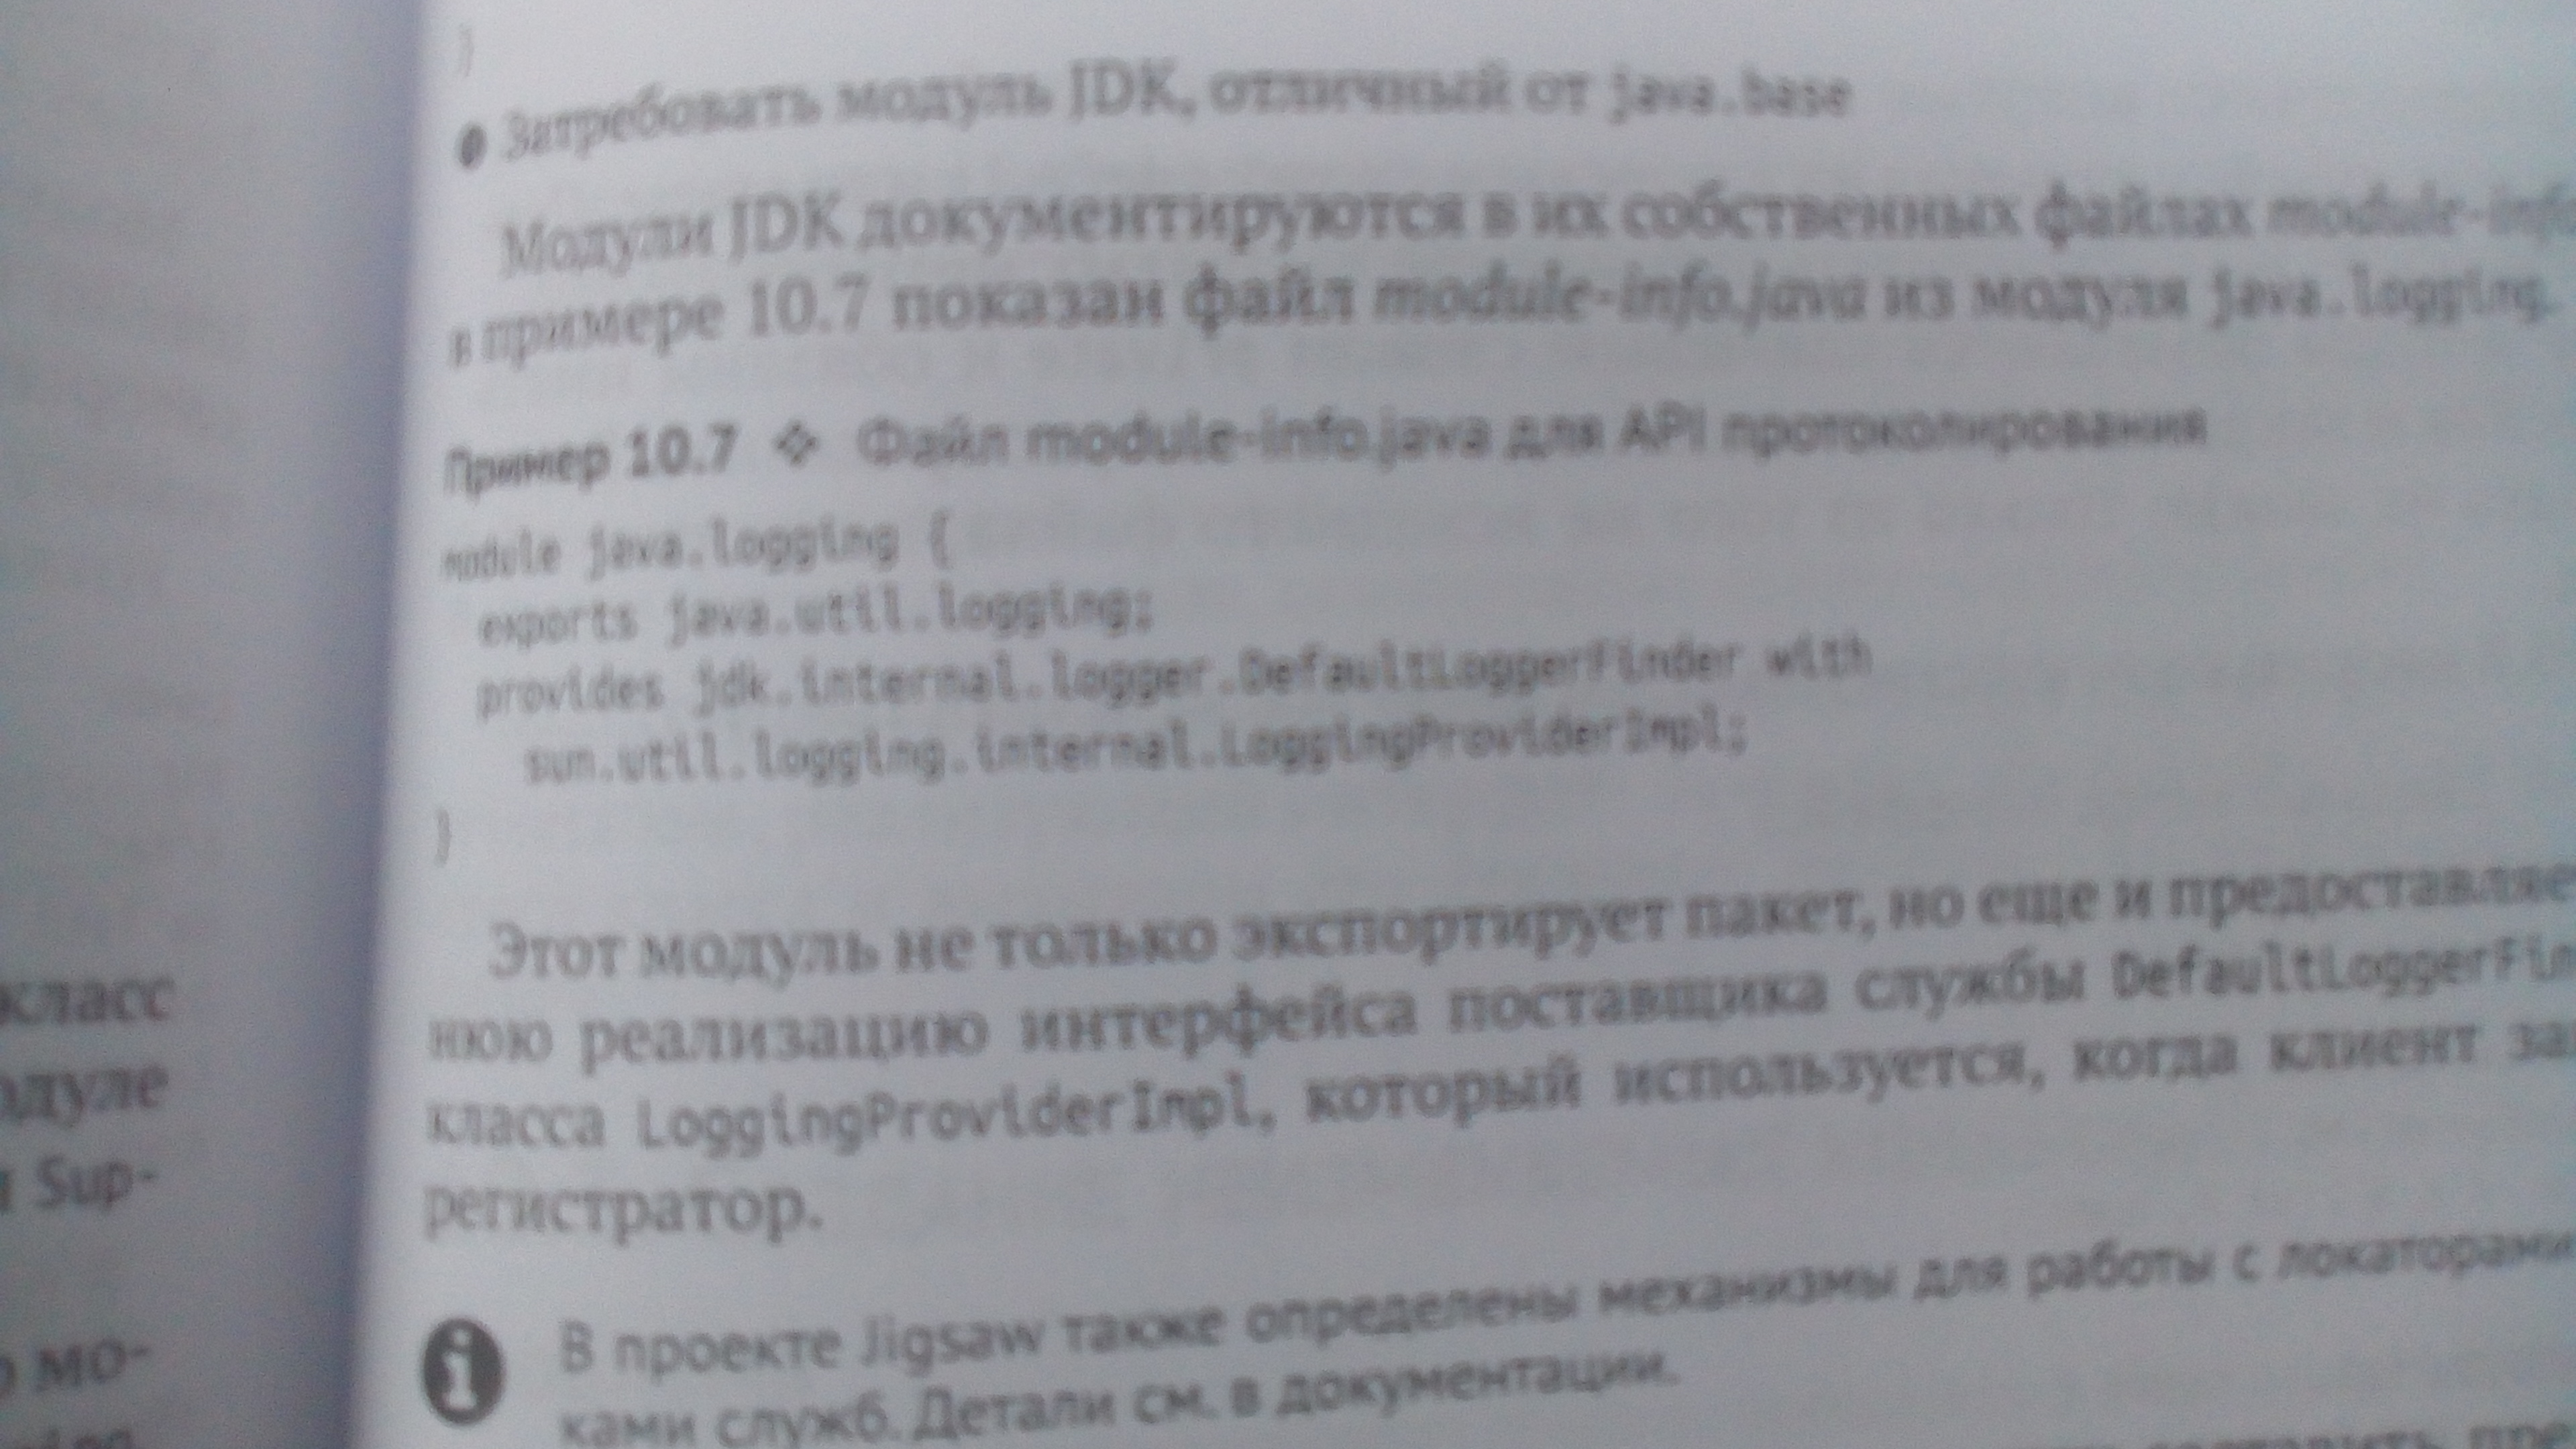 класс
одуле
Sup-
мо-
}
Затребовать модуль JDK, отличный от java.base
Модули JDK документируются в их собственных файлах module-info
в примере 10.7 показан файл module-info.java из модуля java.logging.
Пример 10.7 ❖ Файл module-info.java для API протоколирования
module java.logging {
exports java.util.logging;
provides jdk.internal.logger.DefaultLoggerFinder with
sun.util.logging.internal.LoggingProviderImpl;
}
Этот модуль не только экспортирует пакет, но еще и предоставляе
нюю реализацию интерфейса поставщика службы DefaultLoggerFin
класса LoggingProviderImpl, который используется, когда клиент за
регистратор.
В проекте Jigsaw также определены механизмы для работы с локаторами
ками служб. Детали см. в документации.